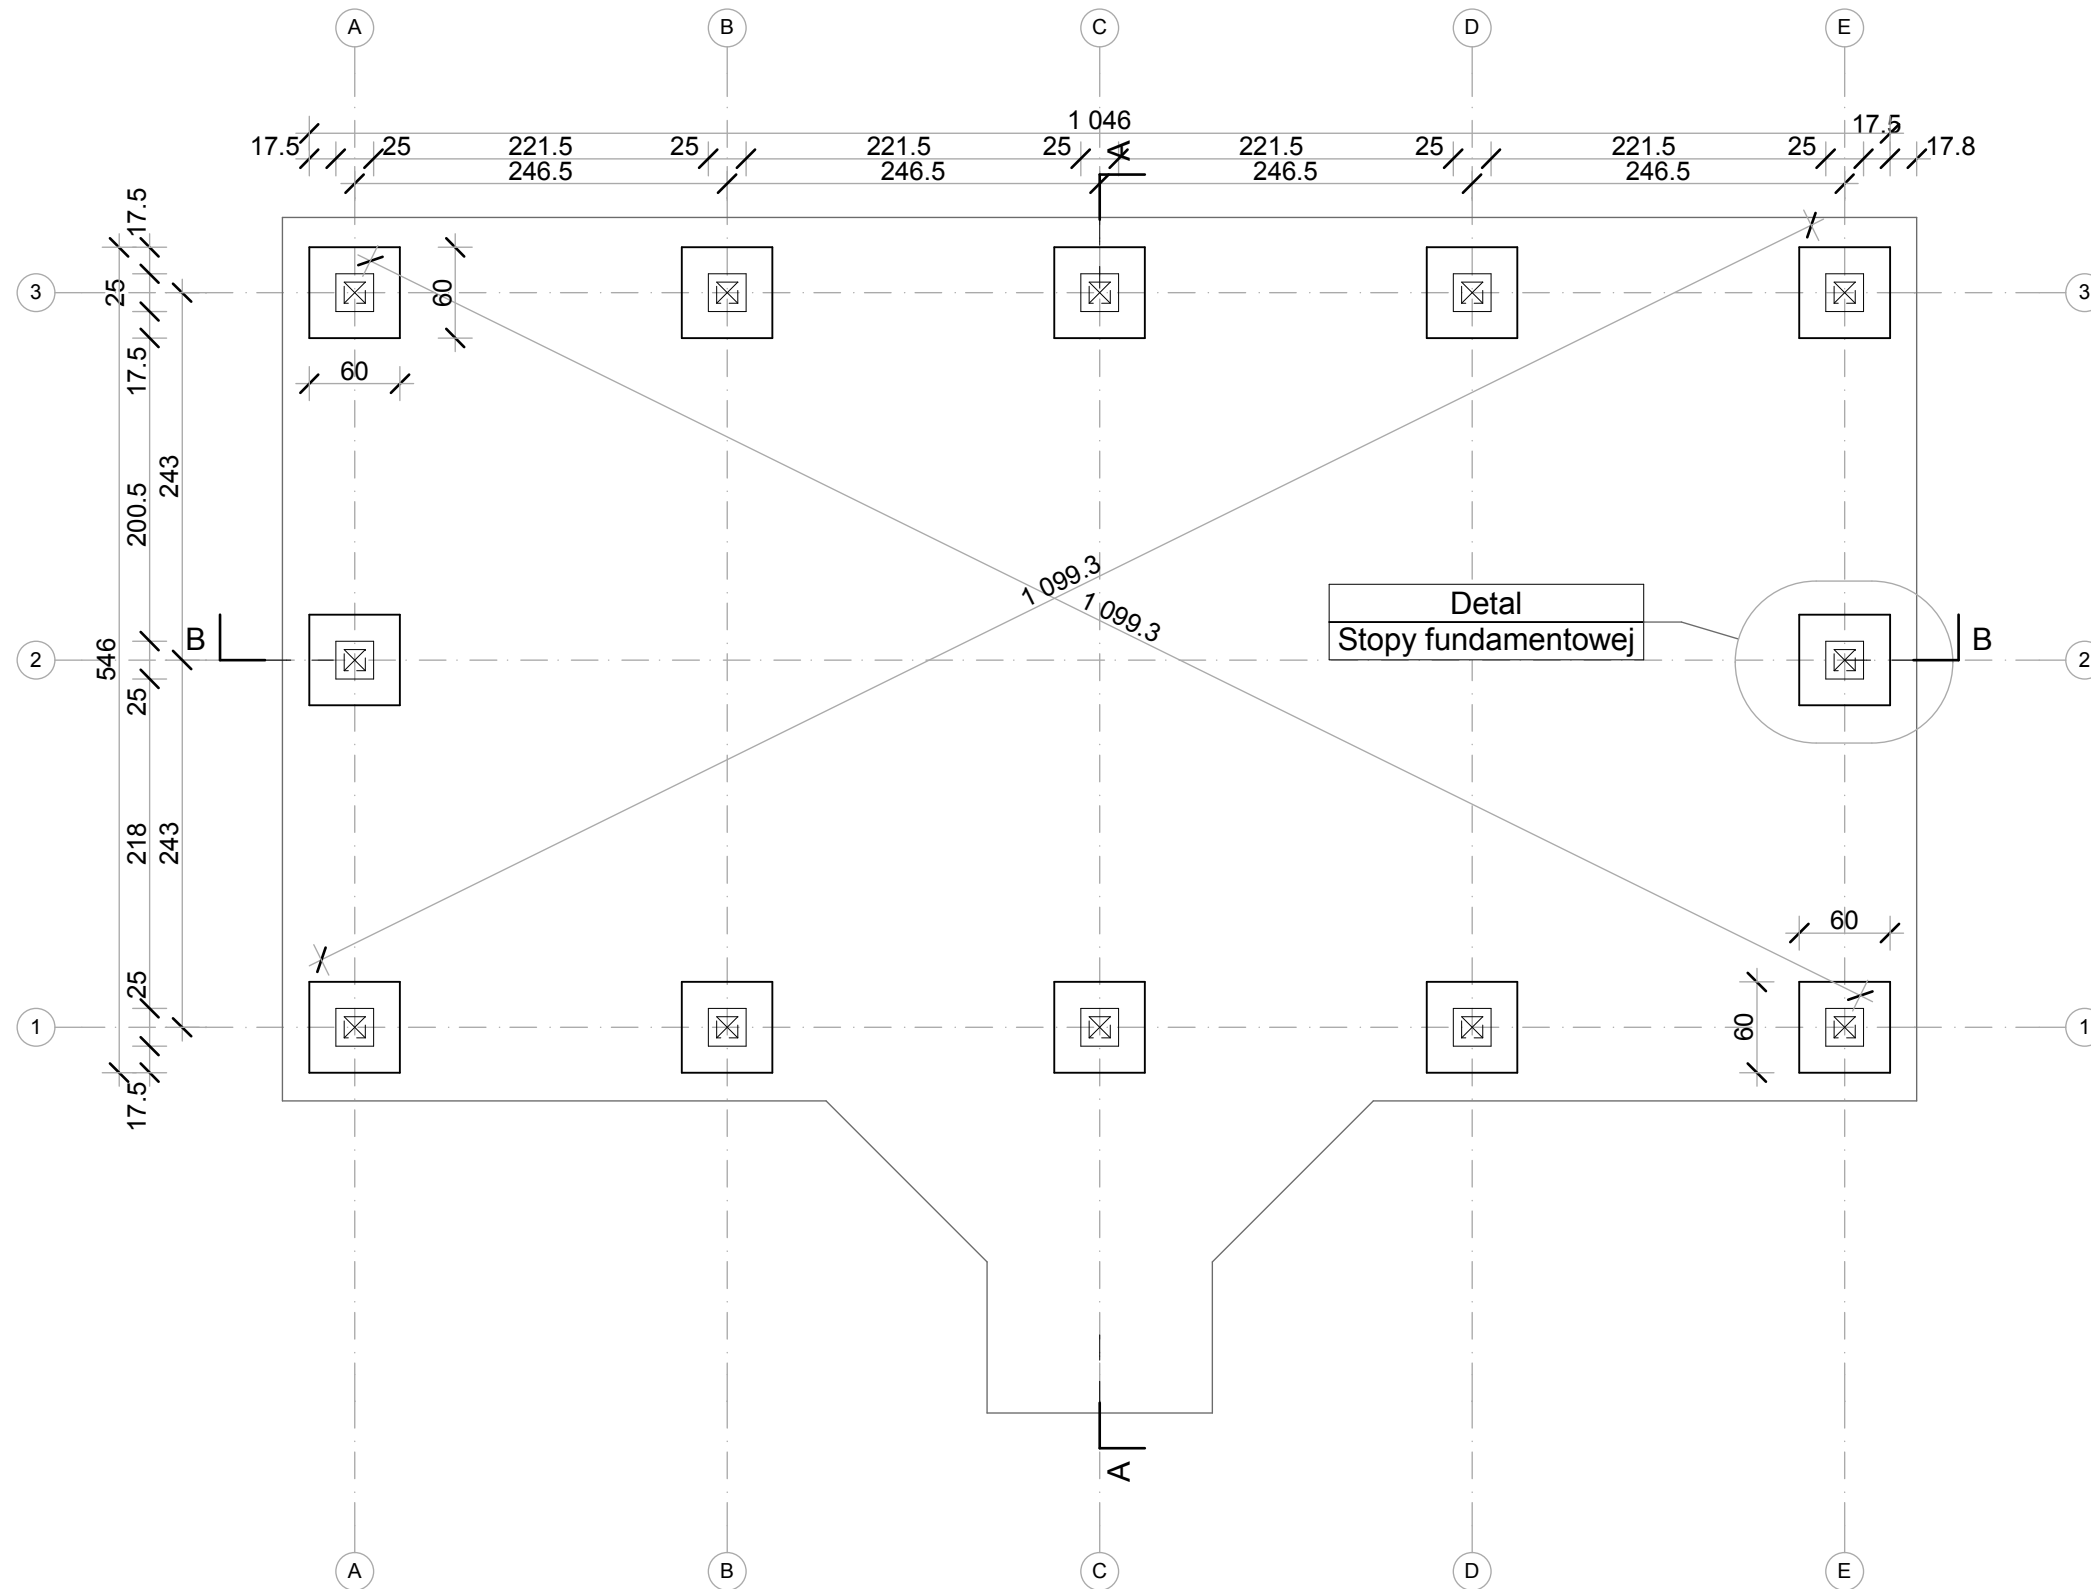 A B C D E
1 046
17.5 25 221.5 25 221.5 25 221.5 25 221.5 25 17.5 17.8
246.5 246.5 246.5 246.5
A
17.5
3 25 60 3
17.5 60
243
200.5
1 099.3
1 099.3
Detal
Stopy fundamentowej
2 546 B B 2
25
218 243
60
25
1 60 1
17.5
A
A B C D E